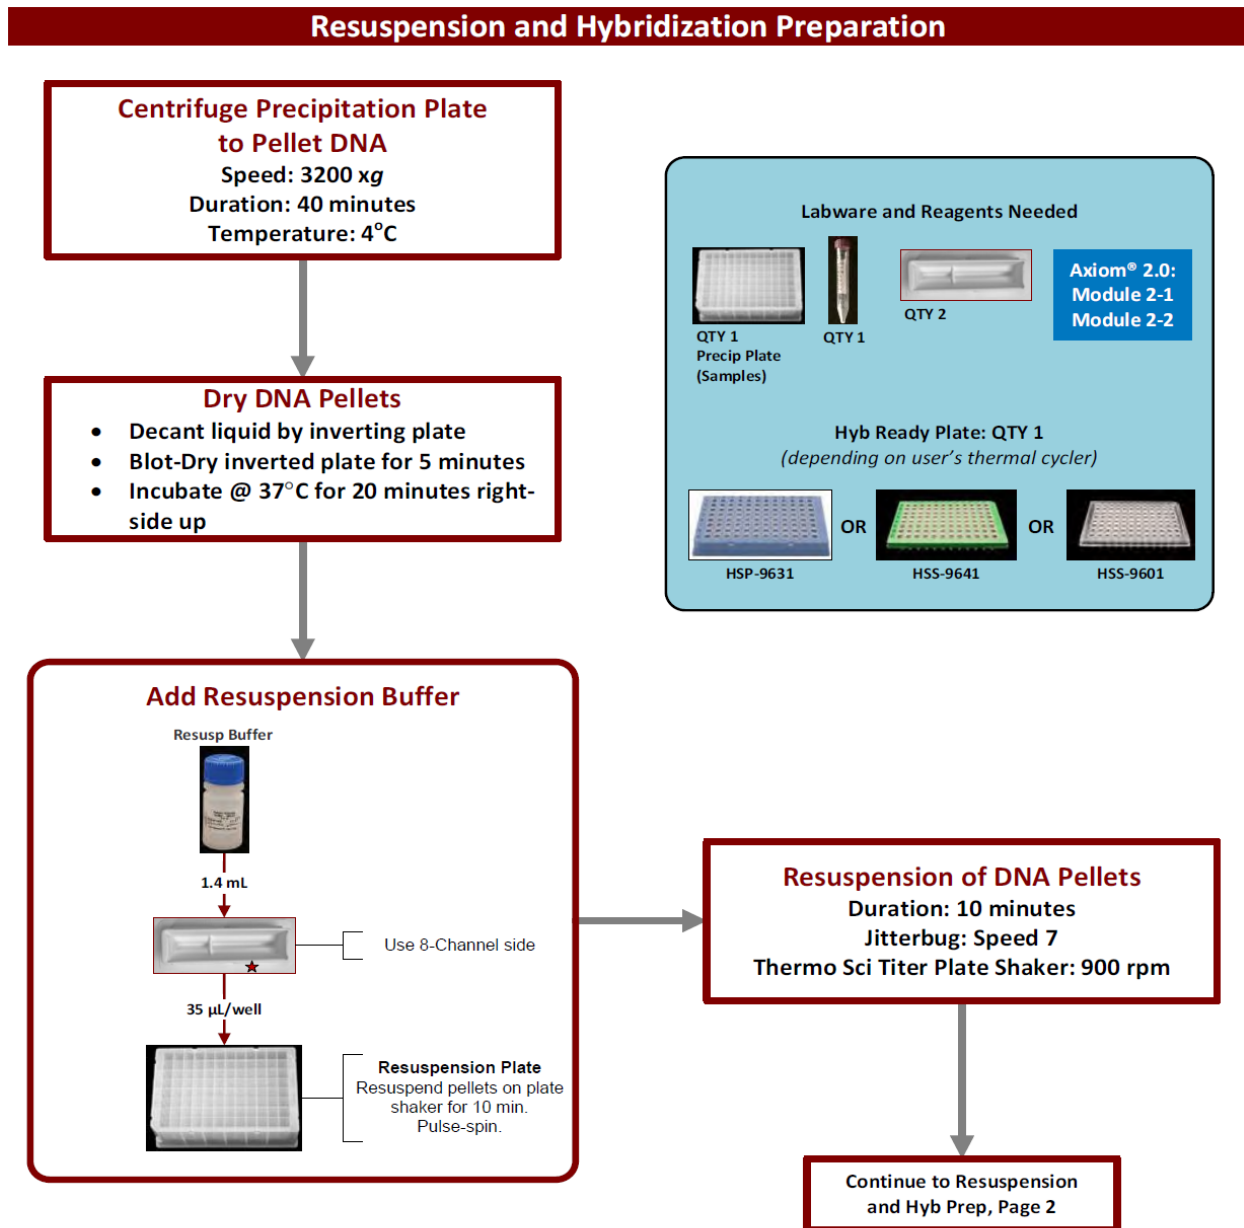 Resuspension and Hybridization Preparation
Centrifuge Precipitation Plate
to Pellet DNA
Speed: 3200 xg
Duration: 40 minutes
Temperature: 4°C
Labware and Reagents Needed
QTY 1
Precip Plate
(Samples)
QTY 1
QTY 2
Axiom® 2.0:
Module 2-1
Module 2-2
Hyb Ready Plate: QTY 1
(depending on user's thermal cycler)
OR
OR
HSP-9631
HSS-9641
HSS-9601
Dry DNA Pellets
• Decant liquid by inverting plate
• Blot-Dry inverted plate for 5 minutes
• Incubate @ 37°C for 20 minutes right-
side up
Add Resuspension Buffer
Resusp Buffer
1.4 mL
Use 8-Channel side
35 µL/well
Resuspension Plate
Resuspend pellets on plate
shaker for 10 min.
Pulse-spin.
Resuspension of DNA Pellets
Duration: 10 minutes
Jitterbug: Speed 7
Thermo Sci Titer Plate Shaker: 900 rpm
Continue to Resuspension
and Hyb Prep, Page 2